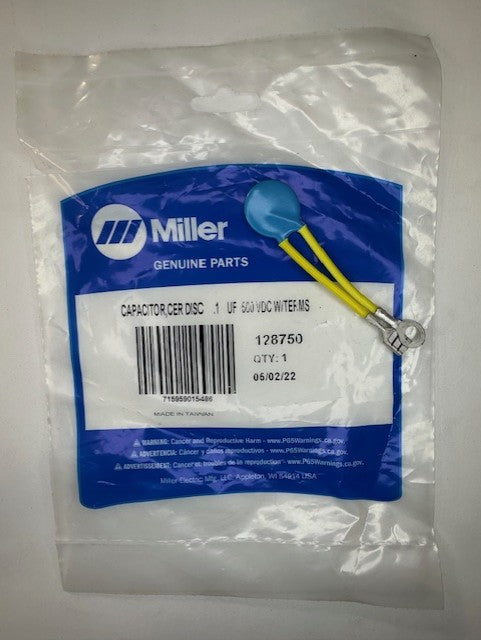 Miller
GENUINE PARTS
CAPACITOR,CER DISC .1 UF 500 VDC W/TERMS
128750
QTY: 1
05/02/22
715959015486
MADE IN TAIWAN
WARNING: Cancer and Reproductive Harm - www.P65Warnings.ca.gov.
ADVERTENCIA: Cáncer y daños reproductivos - www.P65Warnings.ca.gov.
ADVERTISSEMENT: Cancer et troubles de la reproduction - www.P65Warnings.ca.gov.
Miller Electric Mfg. LLC, Appleton, WI 54914 USA